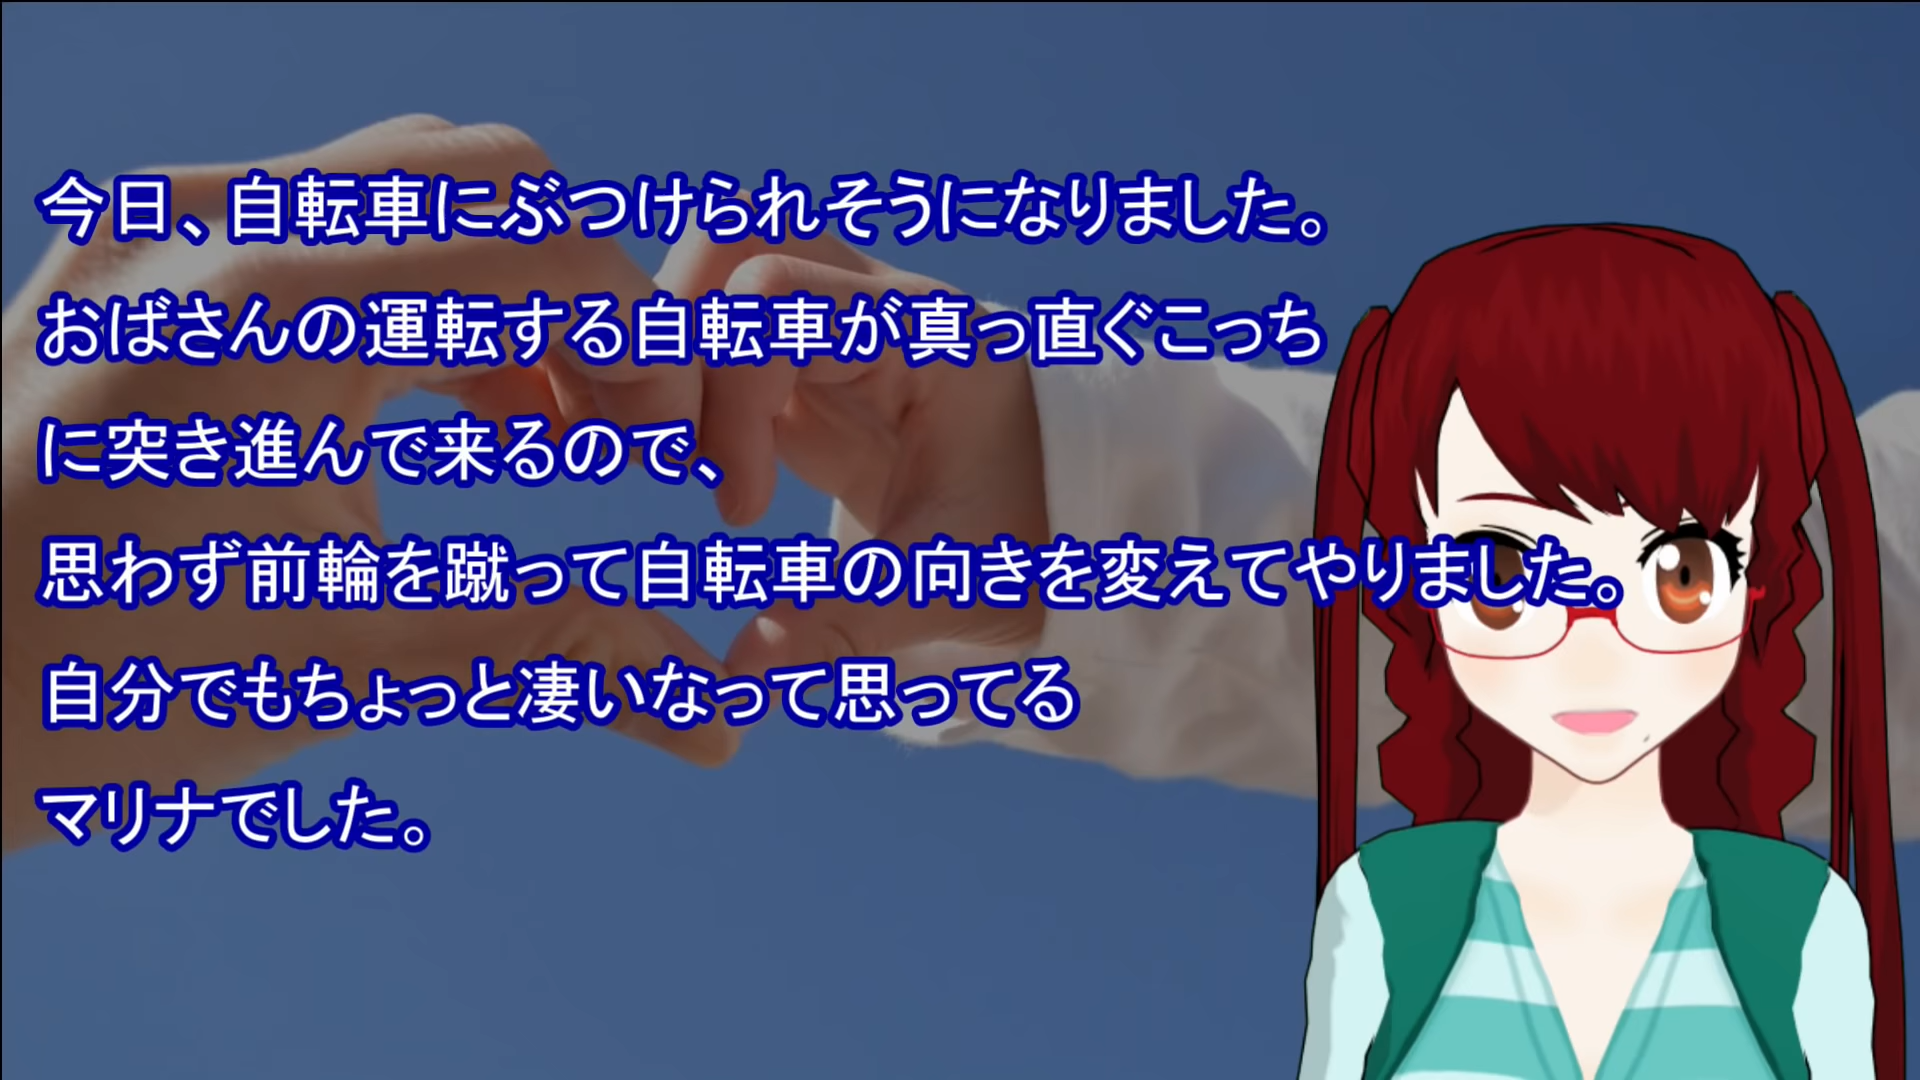 今日、自転車にぶつけられそうになりました。
おばさんの運転する自転車が真っ直ぐこっち
に突き進んで来るので、
思わず前輪を蹴って自転車の向きを変えてやりました。
自分でもちょっと凄いなって思ってる
マリナでした。